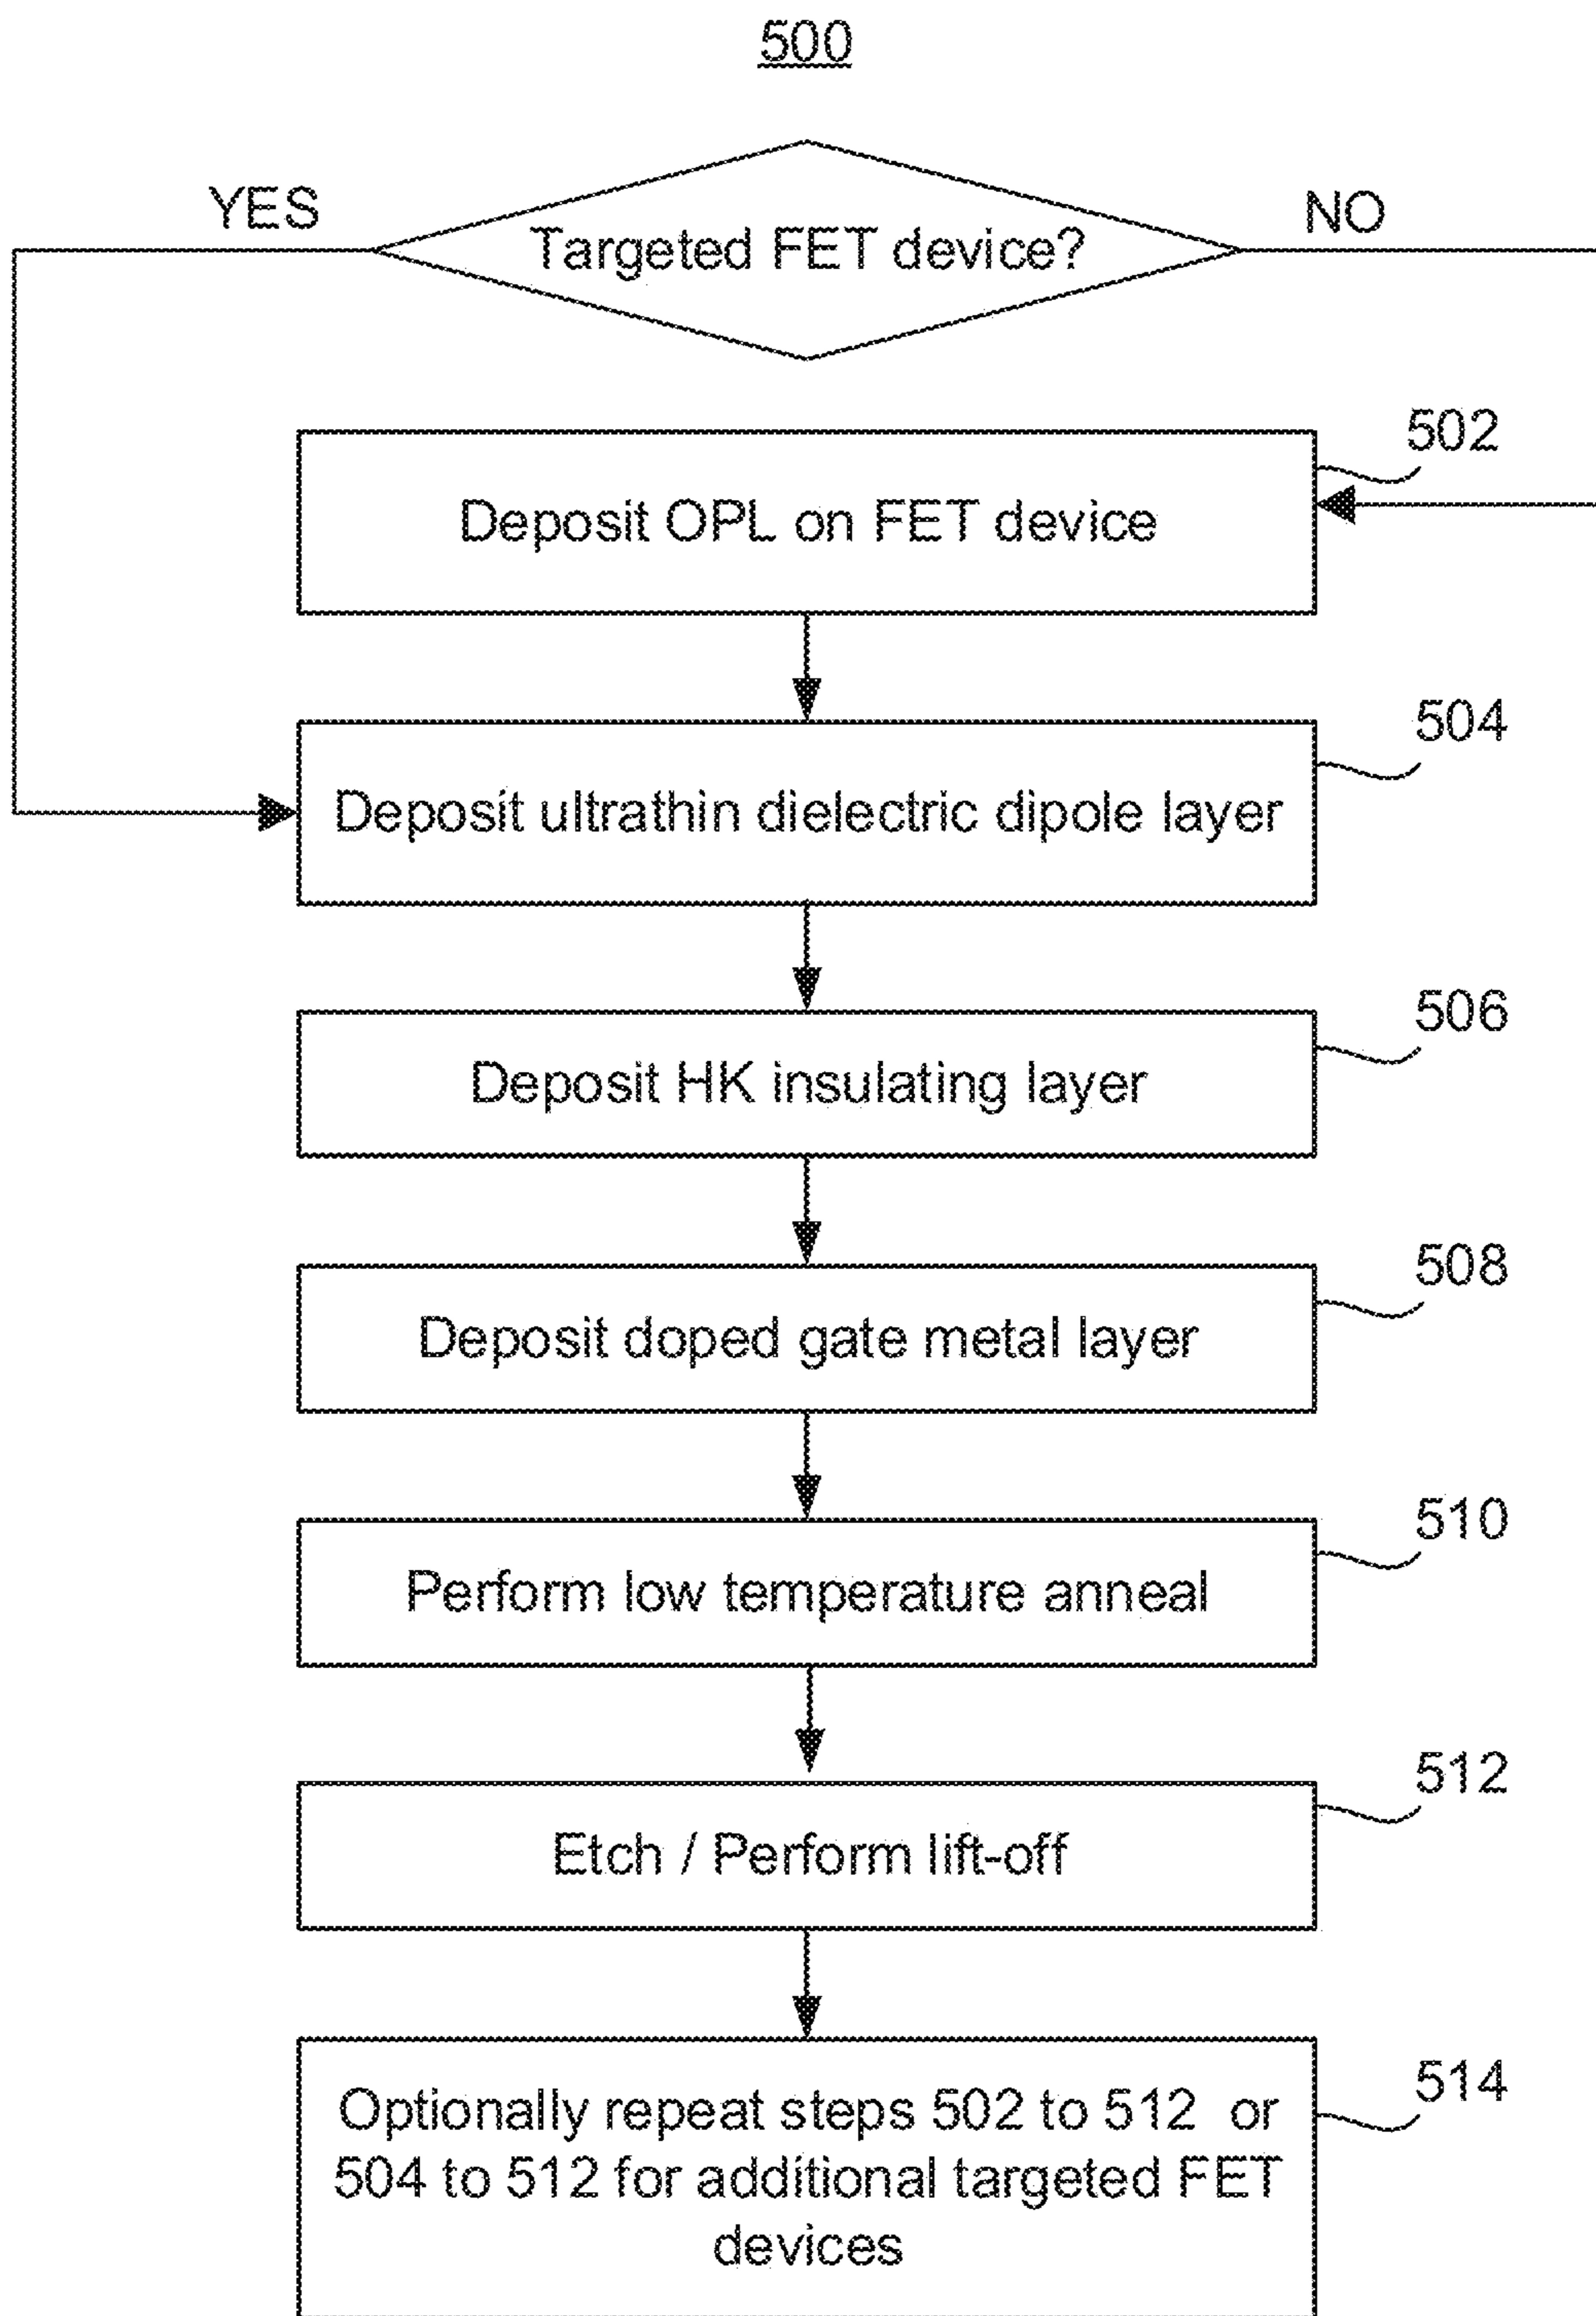 500
YES
NO
Targeted FET device?
502
Deposit OPL on FET device
504
Deposit ultrathin dielectric dipole layer
506
Deposit HK insulating layer
508
Deposit doped gate metal layer
510
Perform low temperature anneal
512
Etch / Perform lift-off
514
Optionally repeat steps 502 to 512 or
504 to 512 for additional targeted FET
devices